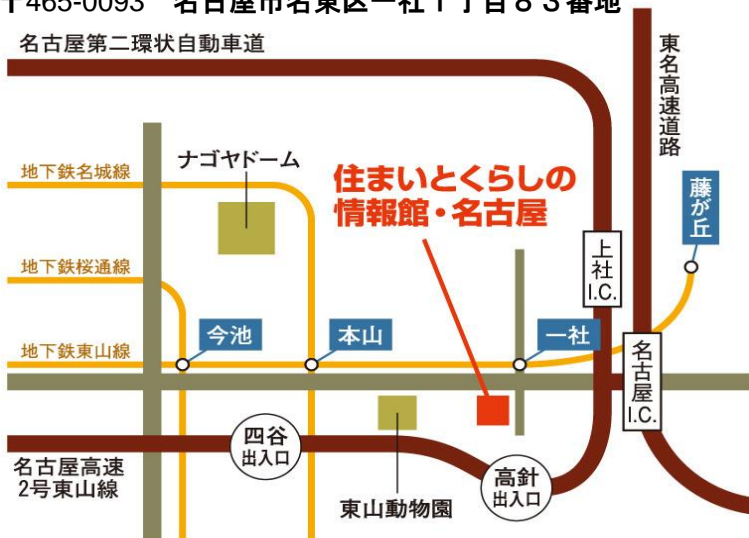 〒465-0093 名古屋市名東区一社１丁目８３番地
名古屋第二環状自動車道
東名高速道路
ナゴヤドーム
地下鉄名城線
住まいとくらしの
情報館・名古屋
藤が丘
上社
I.C.
地下鉄桜通線
今池
本山
一社
地下鉄東山線
名古屋
I.C.
四谷
出入口
名古屋高速
2号東山線
高針
出入口
東山動物園